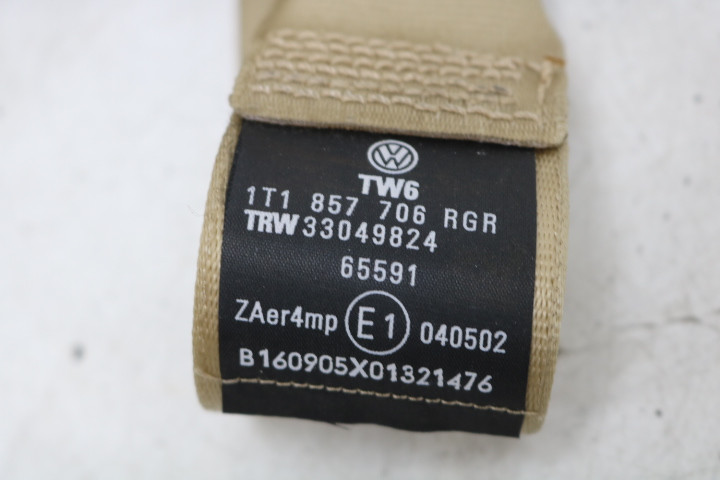 TW6
1T1 857 706 RGR
TRW 33049824
65591
ZAer4mp E1 040502
B160905X01321476